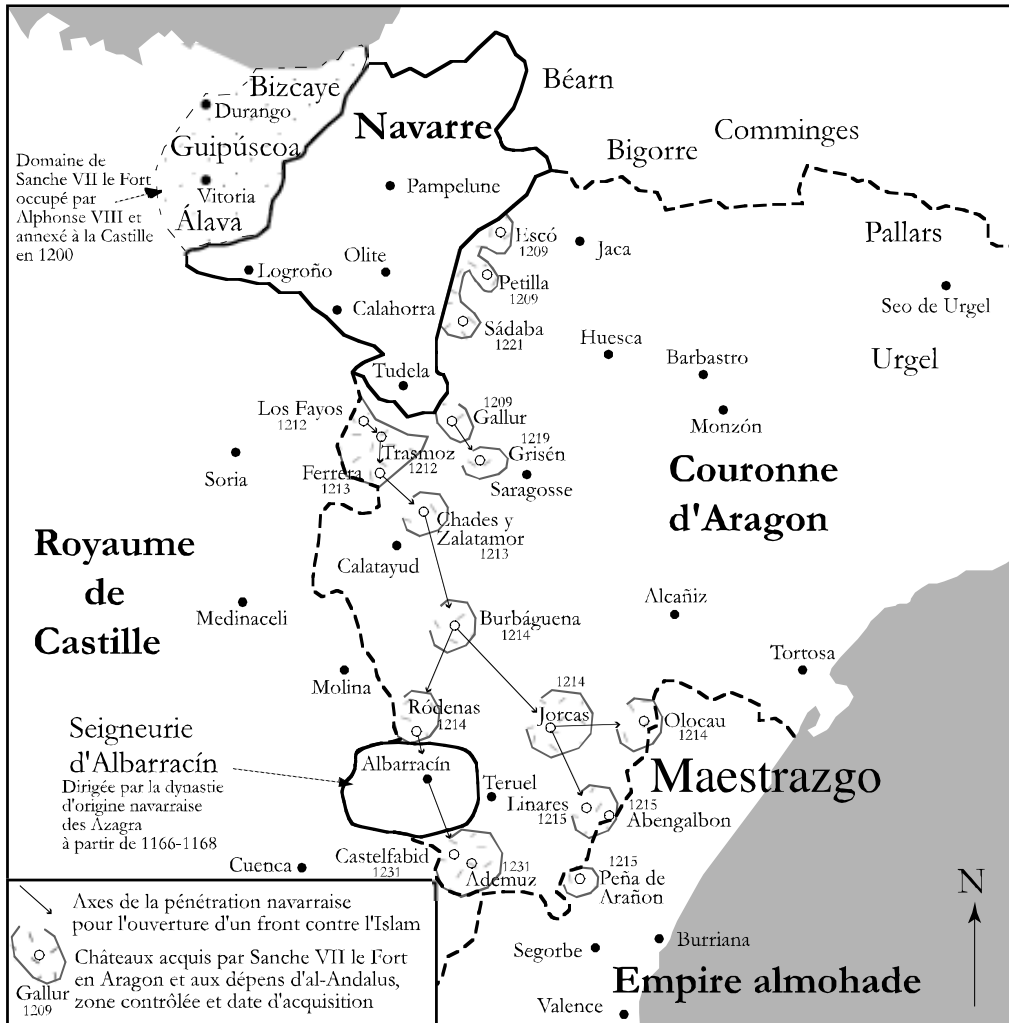 Bizcaye
Durango
Guipúscoa
Vitoria
Álava
Domaine de
Sanche VII le Fort
occupé par
Alphonse VIII et
annexé à la Castille
en 1200
Navarre
Pampelune
Béarn
Bigorre
Comminges
Pallars
Seo de Urgel
Urgel
Logroño
Olite
Calahorra
Escó
1209
Jaca
Petilla
1209
Sádaba
1221
Huesca
Barbastro
Monzón
Tudela
Los Fayos
1212
Trasmoz
1212
Ferrera
1213
1209
Gallur
1219
Grisén
Saragosse
Soria
Couronne
d'Aragon
Chades y
Zalatamor
1213
Calatayud
Royaume
de
Castille
Medinaceli
Burbáguena
1214
Alcañiz
Tortosa
Molina
Ródenas
1214
1214
Jorcas
Olocau
1214
Seigneurie
d'Albarracín
Dirigée par la dynastie
d'origine navarraise
des Azagra
à partir de 1166-1168
Albarracín
Teruel
Maestrazgo
Linares
1215
1215
Abengalbon
Cuenca
Castelfabid
1231
1231
Ademuz
1215
Peña de
Arañon
Segorbe
Burriana
Empire almohade
Valence
N
Axes de la pénétration navarraise
pour l'ouverture d'un front contre l'Islam
Châteaux acquis par Sanche VII le Fort
en Aragon et aux dépens d'al-Andalus,
zone contrôlée et date d'acquisition
Gallur
1209